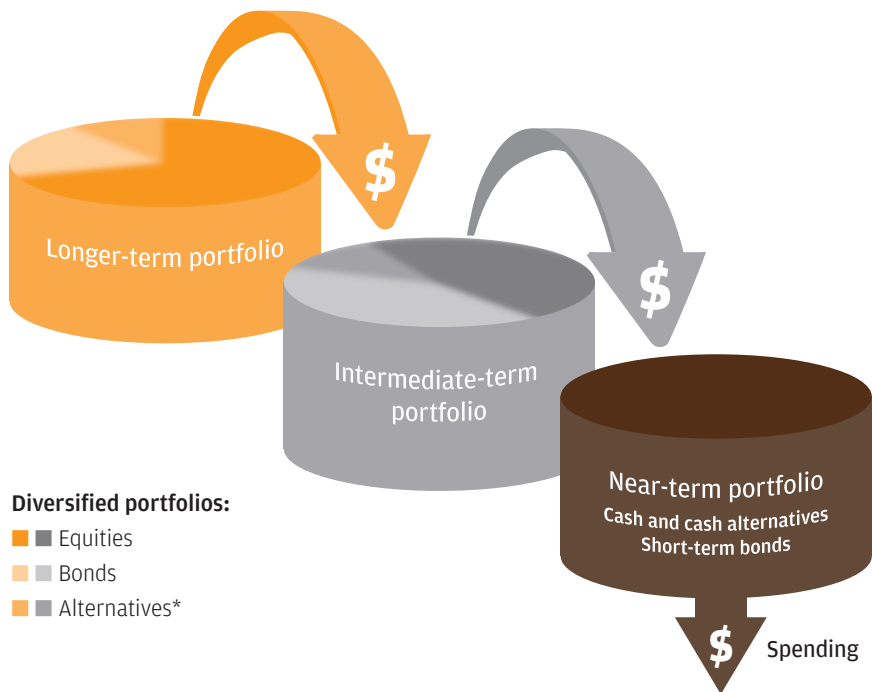 $
Longer-term portfolio
$
Intermediate-term
portfolio
Near-term portfolio
Cash and cash alternatives
Short-term bonds
Diversified portfolios:
Equities
Bonds
Alternatives*
$ Spending